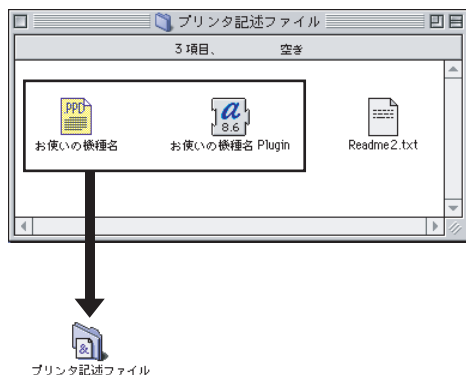 プリンタ記述ファイル
3 項目、 空き
PPD
a
8.6
お使いの機種名
お使いの機種名 Plugin
Readme2.txt
&
プリンタ記述ファイル